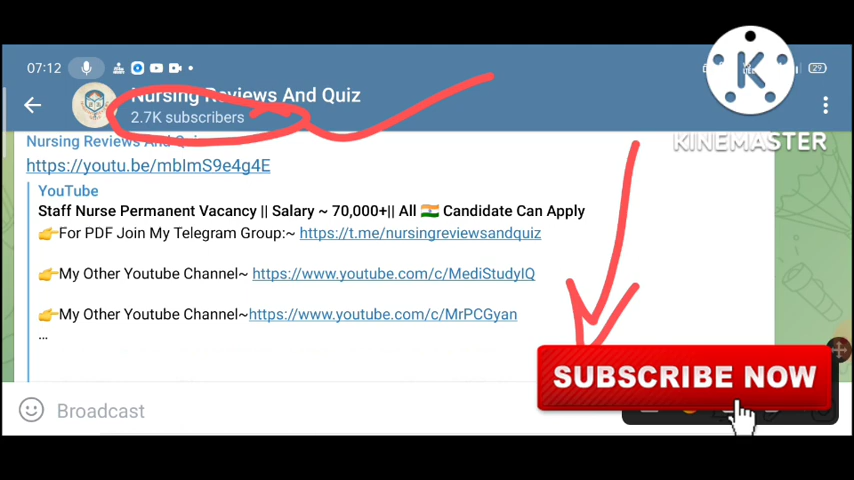 07:12
29
Nursing Reviews And Quiz
2.7K subscribers
K
KINEMASTER
Nursing Reviews And Quiz
https://youtu.be/mbImS9e4g4E
YouTube
Staff Nurse Permanent Vacancy || Salary ~ 70,000+|| All 🇮🇳 Candidate Can Apply
👉For PDF Join My Telegram Group:~ https://t.me/nursingreviewsandquiz
👉My Other Youtube Channel~ https://www.youtube.com/c/MediStudyIQ
👉My Other Youtube Channel~https://www.youtube.com/c/MrPCGyan
...
SUBSCRIBE NOW
Broadcast